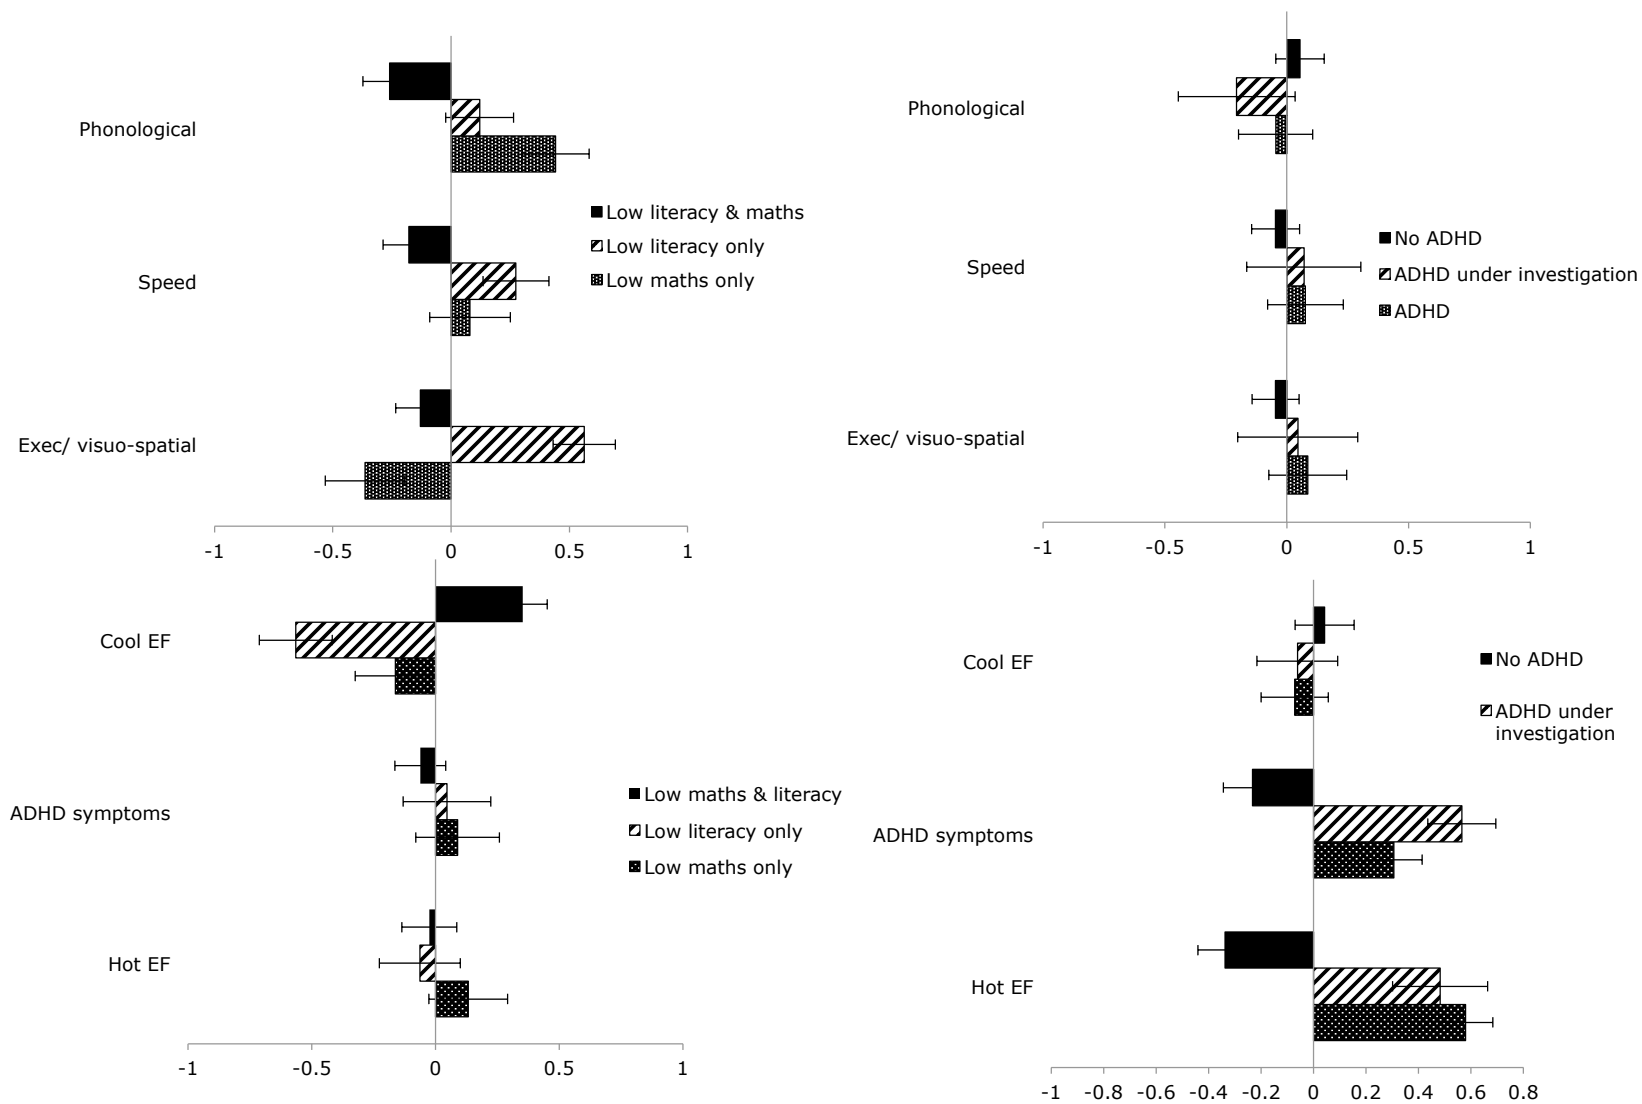 Phonological
Speed
Exec/ visuo-spatial
Low literacy & maths
Low literacy only
Low maths only
-1 -0.5 0 0.5 1
Phonological
Speed
Exec/ visuo-spatial
No ADHD
ADHD under investigation
ADHD
-1 -0.5 0 0.5 1
Cool EF
ADHD symptoms
Hot EF
Low maths & literacy
Low literacy only
Low maths only
-1 -0.5 0 0.5 1
Cool EF
ADHD symptoms
Hot EF
No ADHD
ADHD under
investigation
-1 -0.8 -0.6 -0.4 -0.2 0 0.2 0.4 0.6 0.8